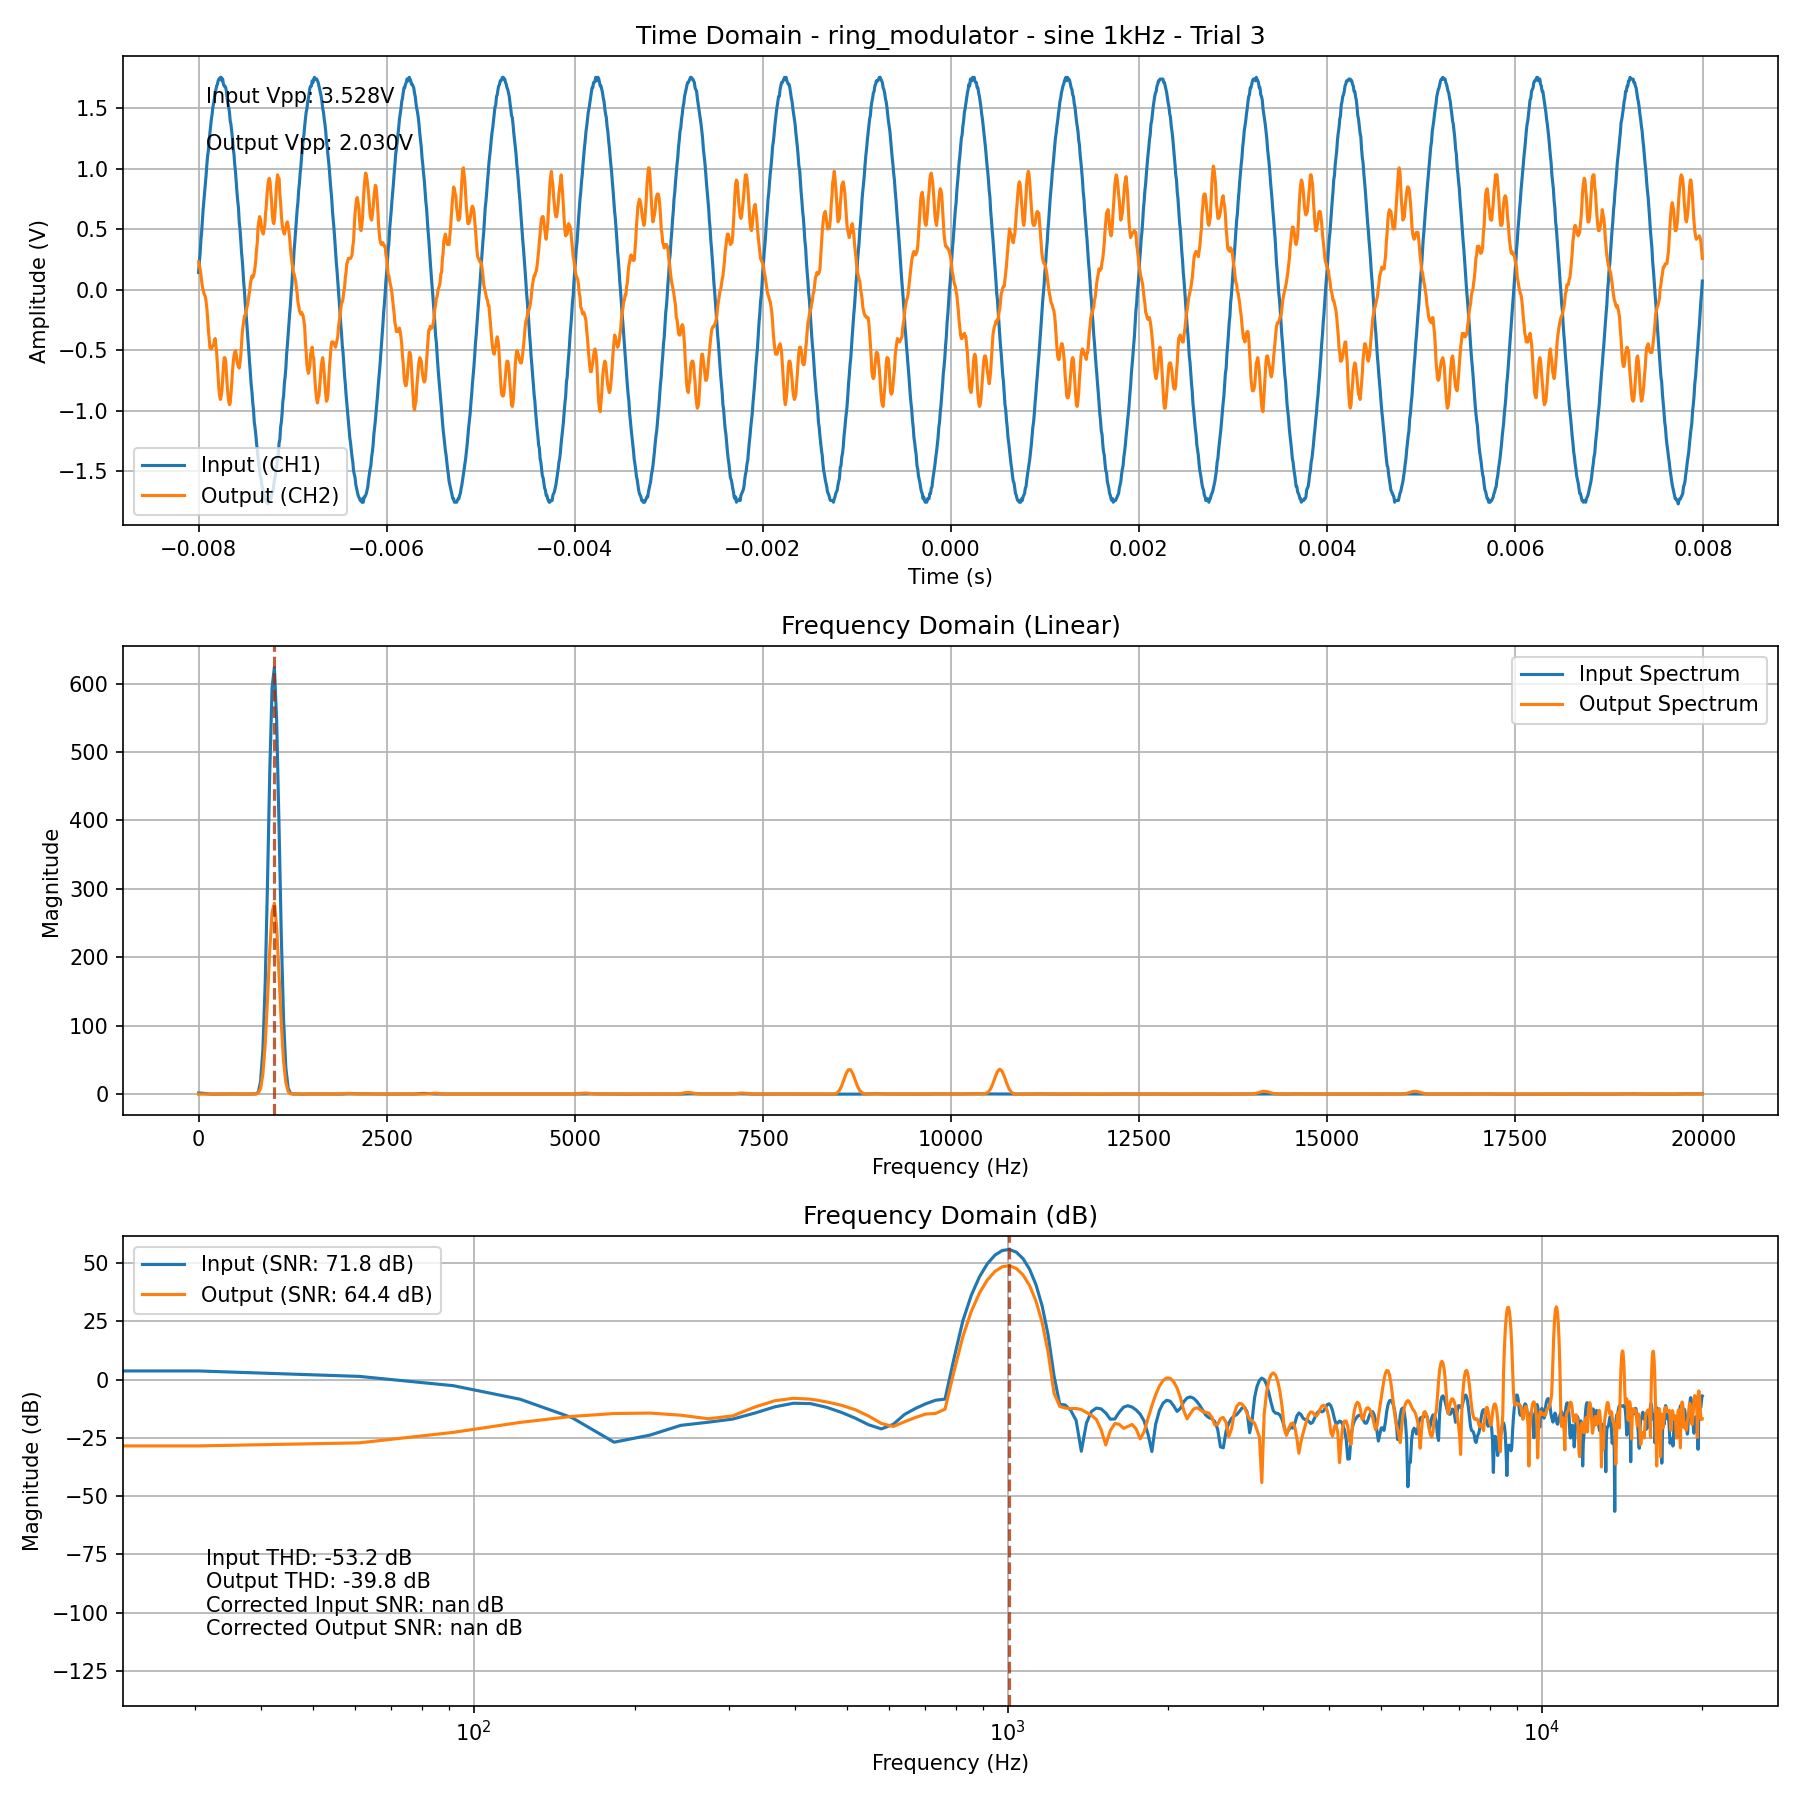 Time Domain - ring_modulator - sine 1kHz - Trial 3
Amplitude (V)
1.5
1.0
0.5
0.0
−0.5
−1.0
−1.5
Input Vpp: 3.528V
Output Vpp: 2.030V
Input (CH1)
Output (CH2)
−0.008 −0.006 −0.004 −0.002 0.000 0.002 0.004 0.006 0.008
Time (s)
Frequency Domain (Linear)
Magnitude
600
500
400
300
200
100
0
Input Spectrum
Output Spectrum
0 2500 5000 7500 10000 12500 15000 17500 20000
Frequency (Hz)
Frequency Domain (dB)
Magnitude (dB)
50
25
0
−25
−50
−75
−100
−125
Input (SNR: 71.8 dB)
Output (SNR: 64.4 dB)
Input THD: -53.2 dB
Output THD: -39.8 dB
Corrected Input SNR: nan dB
Corrected Output SNR: nan dB
10² 10³ 10⁴
Frequency (Hz)